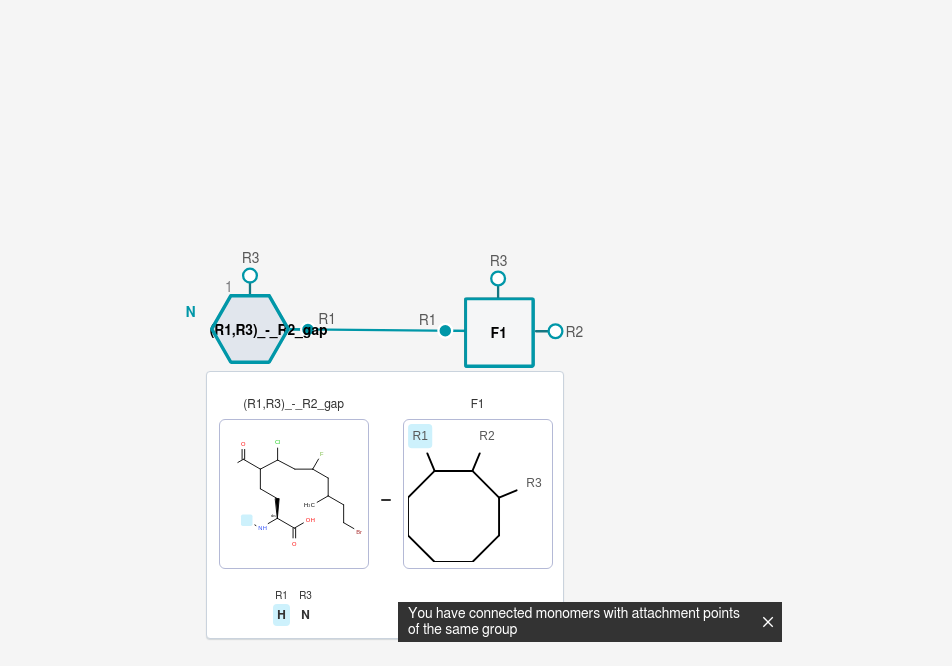 R3
R3
1
N
(R1,R3)_-_R2_gap
R1
R1
F1
R2
(R1,R3)_-_R2_gap
F1
O
Cl
F
H₃C
NH
OH
O
Br
R1
R2
R3
–
R1 R3
H N
You have connected monomers with attachment points
of the same group